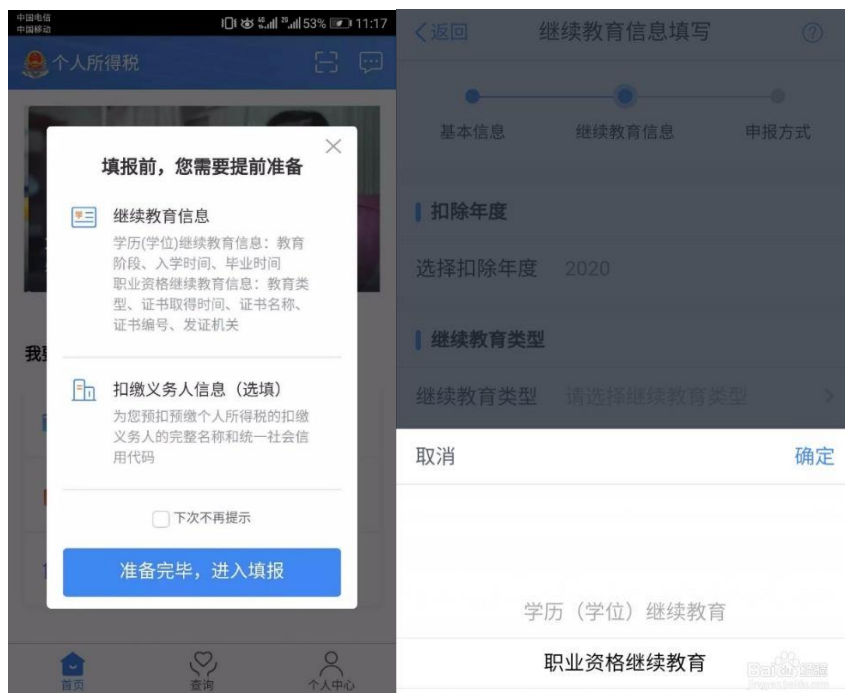 中国电信
中国移动
53% 11:17
个人所得税
填报前，您需要提前准备
继续教育信息
学历(学位)继续教育信息：教育
阶段、入学时间、毕业时间
职业资格继续教育信息：教育类
型、证书取得时间、证书名称、
证书编号、发证机关
我
扣缴义务人信息（选填）
为您预扣预缴个人所得税的扣缴
义务人的完整名称和统一社会信
用代码
下次不再提示
准备完毕，进入填报
首页 查询 个人中心
返回 继续教育信息填写
基本信息 继续教育信息 申报方式
扣除年度
选择扣除年度 2020
继续教育类型
继续教育类型 请选择继续教育类型
取消 确定
学历（学位）继续教育
职业资格继续教育
Baidu经验
jingyan.baidu.com